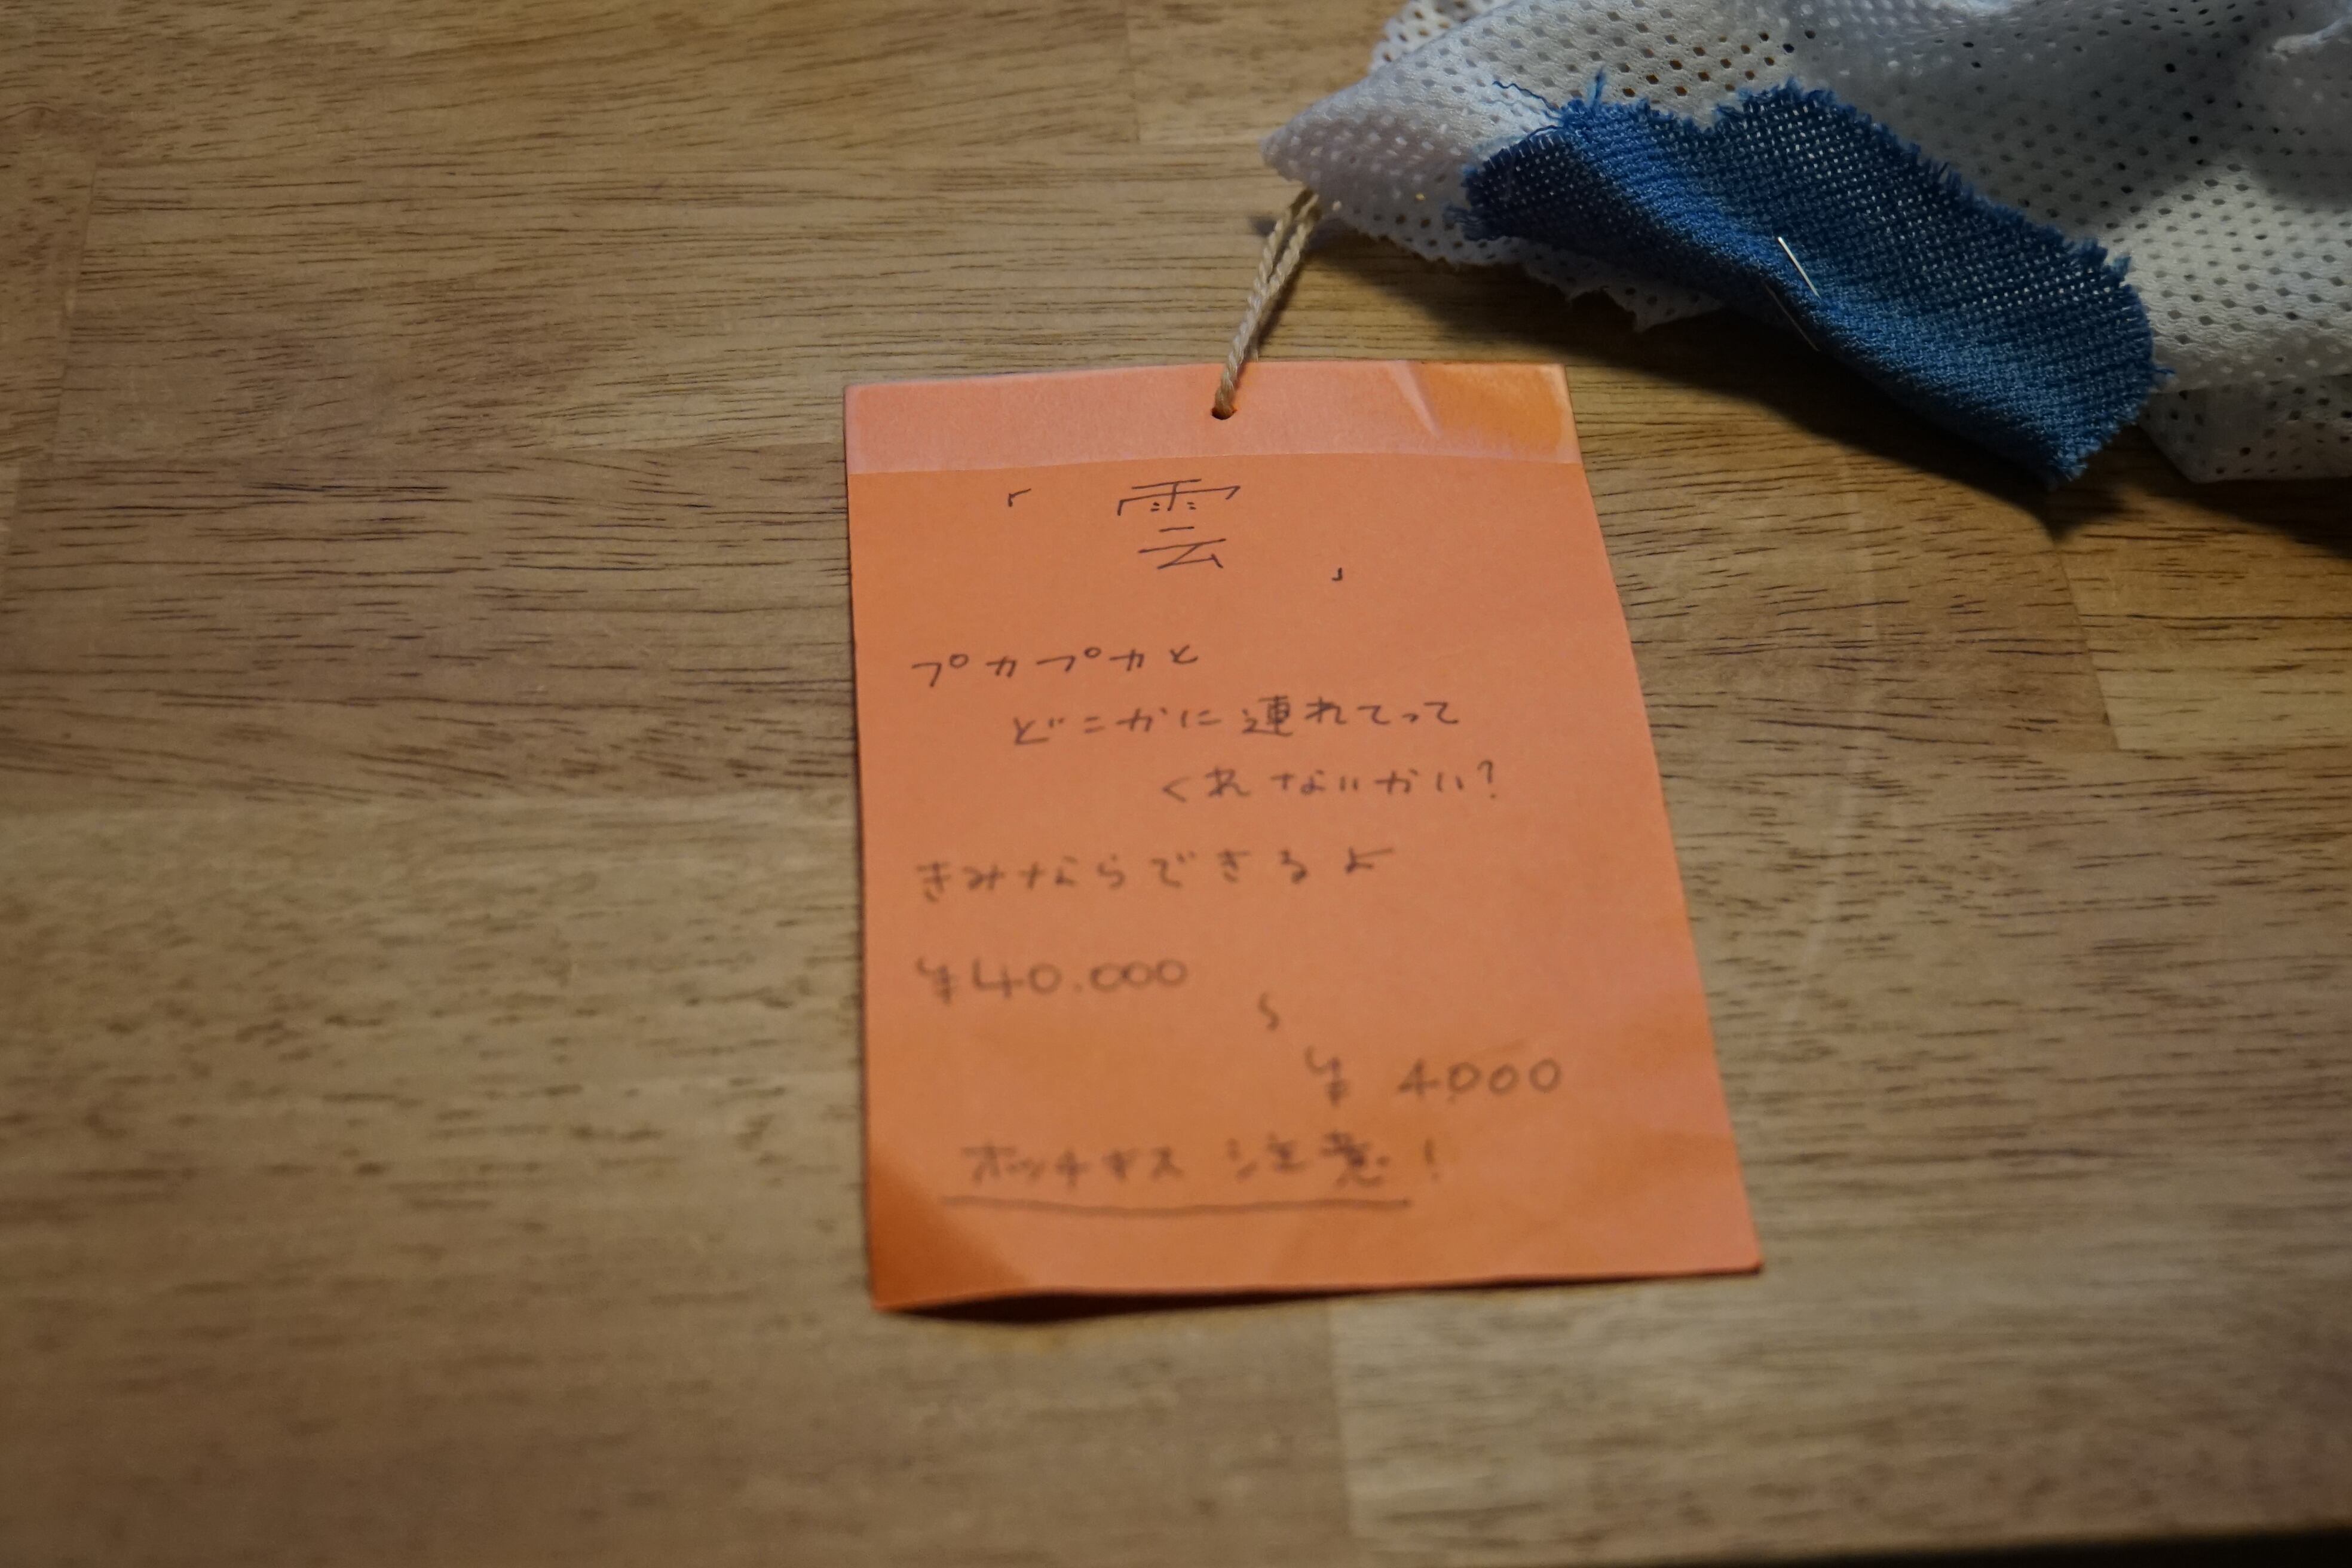 「雲」
プカプカと
どこかに連れてって
くれないかい?
きみならできるよ
¥40.000
〜
¥4000
ホッチキス注意!